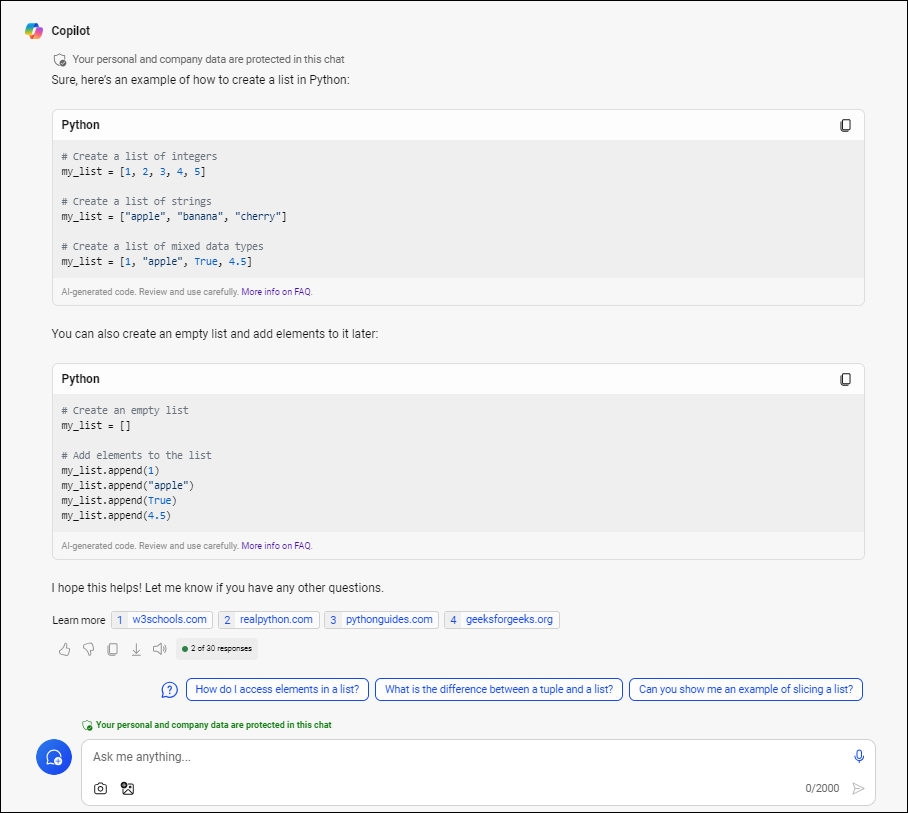 Copilot
Your personal and company data are protected in this chat
Sure, here's an example of how to create a list in Python:
Python
# Create a list of integers
my_list = [1, 2, 3, 4, 5]
# Create a list of strings
my_list = ["apple", "banana", "cherry"]
# Create a list of mixed data types
my_list = [1, "apple", True, 4.5]
AI-generated code. Review and use carefully. More info on FAQ.
You can also create an empty list and add elements to it later:
Python
# Create an empty list
my_list = []
# Add elements to the list
my_list.append(1)
my_list.append("apple")
my_list.append(True)
my_list.append(4.5)
AI-generated code. Review and use carefully. More info on FAQ.
I hope this helps! Let me know if you have any other questions.
Learn more 1 w3schools.com 2 realpython.com 3 pythonguides.com 4 geeksforgeeks.org
2 of 30 responses
How do I access elements in a list? What is the difference between a tuple and a list? Can you show me an example of slicing a list?
Your personal and company data are protected in this chat
Ask me anything...
0/2000